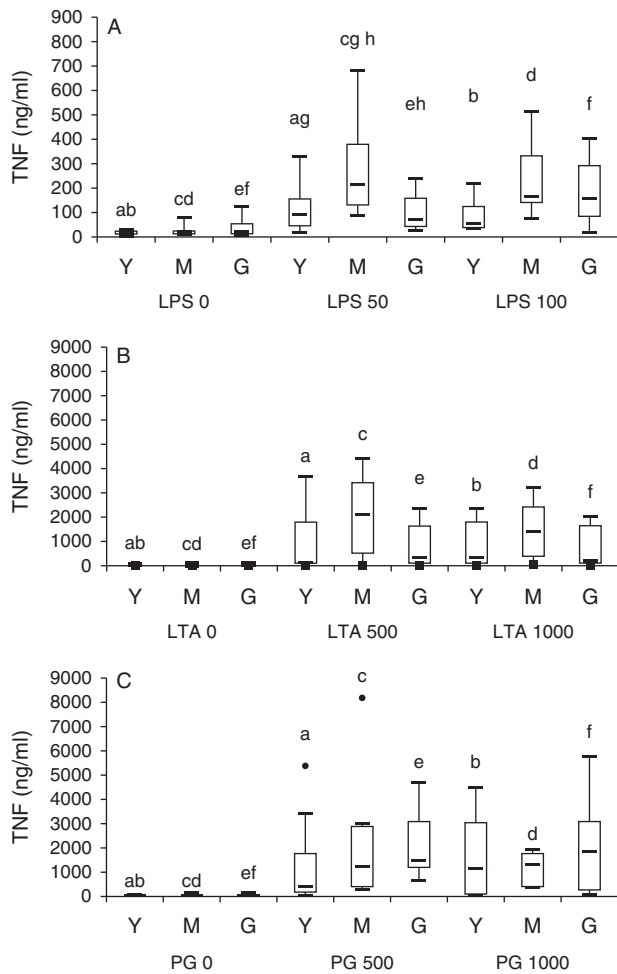 A
TNF (ng/ml)
900
800
700
600
500
400
300
200
100
0
ab
cd
ef
ag
cg h
eh
b
d
f
Y M G Y M G Y M G
LPS 0 LPS 50 LPS 100
B
TNF (ng/ml)
9000
8000
7000
6000
5000
4000
3000
2000
1000
0
ab
cd
ef
a
c
e
b
d
f
Y M G Y M G Y M G
LTA 0 LTA 500 LTA 1000
C
TNF (ng/ml)
9000
8000
7000
6000
5000
4000
3000
2000
1000
0
ab
cd
ef
a
c
e
b
d
f
Y M G Y M G Y M G
PG 0 PG 500 PG 1000